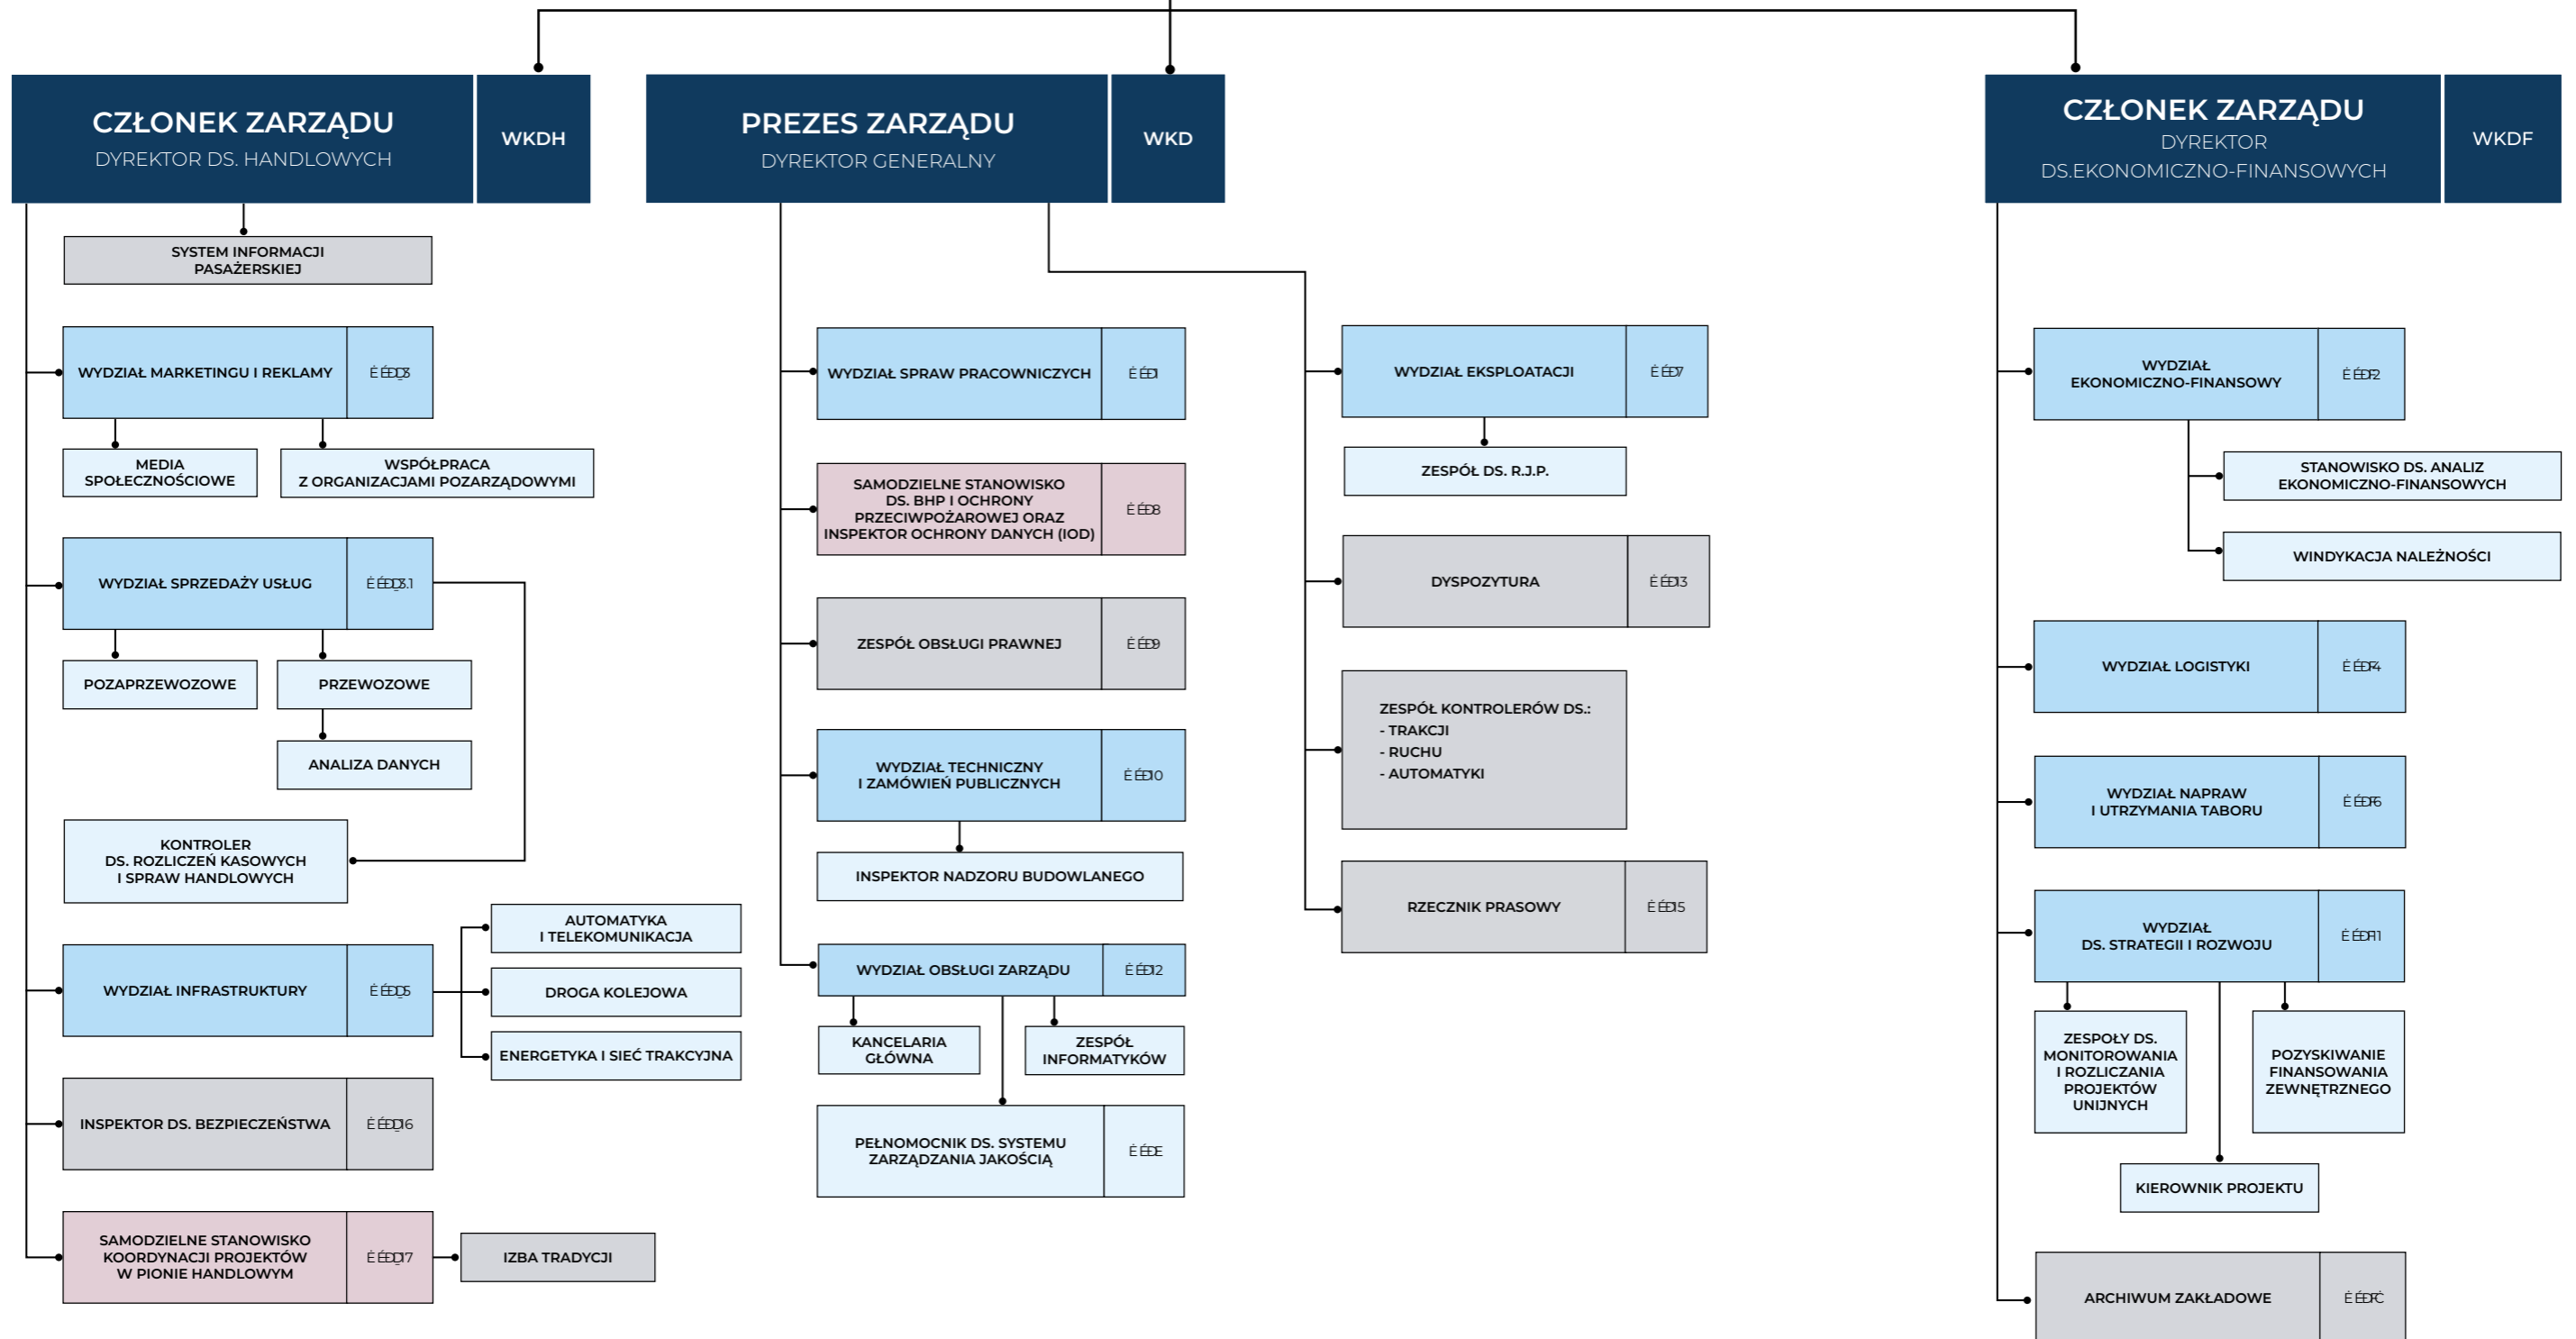 CZŁONEK ZARZĄDU
DYREKTOR DS. HANDLOWYCH
WKDH
SYSTEM INFORMACJI
PASAŻERSKIEJ
WYDZIAŁ MARKETINGU I REKLAMY
MEDIA
SPOŁECZNOŚCIOWE
WSPÓŁPRACA
Z ORGANIZACJAMI POZARZĄDOWYMI
WYDZIAŁ SPRZEDAŻY USŁUG
POZAPRZEWOZOWE
PRZEWOZOWE
ANALIZA DANYCH
KONTROLER
DS. ROZLICZEŃ KASOWYCH
I SPRAW HANDLOWYCH
WYDZIAŁ INFRASTRUKTURY
AUTOMATYKA
I TELEKOMUNIKACJA
DROGA KOLEJOWA
ENERGETYKA I SIEĆ TRAKCYJNA
INSPEKTOR DS. BEZPIECZEŃSTWA
SAMODZIELNE STANOWISKO
KOORDYNACJI PROJEKTÓW
W PIONIE HANDLOWYM
IZBA TRADYCJI
PREZES ZARZĄDU
DYREKTOR GENERALNY
WKD
WYDZIAŁ SPRAW PRACOWNICZYCH
SAMODZIELNE STANOWISKO
DS. BHP I OCHRONY
PRZECIWPOŻAROWEJ ORAZ
INSPEKTOR OCHRONY DANYCH (IOD)
ZESPÓŁ OBSŁUGI PRAWNEJ
WYDZIAŁ TECHNICZNY
I ZAMÓWIEŃ PUBLICZNYCH
INSPEKTOR NADZORU BUDOWLANEGO
WYDZIAŁ OBSŁUGI ZARZĄDU
KANCELARIA
GŁÓWNA
ZESPÓŁ
INFORMATYKÓW
PEŁNOMOCNIK DS. SYSTEMU
ZARZĄDZANIA JAKOŚCIĄ
WYDZIAŁ EKSPLOATACJI
ZESPÓŁ DS. R.J.P.
DYSPOZYTURA
ZESPÓŁ KONTROLERÓW DS.:
- TRAKCJI
- RUCHU
- AUTOMATYKI
RZECZNIK PRASOWY
CZŁONEK ZARZĄDU
DYREKTOR
DS.EKONOMICZNO-FINANSOWYCH
WKDF
WYDZIAŁ
EKONOMICZNO-FINANSOWY
STANOWISKO DS. ANALIZ
EKONOMICZNO-FINANSOWYCH
WINDYKACJA NALEŻNOŚCI
WYDZIAŁ LOGISTYKI
WYDZIAŁ NAPRAW
I UTRZYMANIA TABORU
WYDZIAŁ
DS. STRATEGII I ROZWOJU
ZESPOŁY DS.
MONITOROWANIA
I ROZLICZANIA
PROJEKTÓW
UNIJNYCH
POZYSKIWANIE
FINANSOWANIA
ZEWNĘTRZNEGO
KIEROWNIK PROJEKTU
ARCHIWUM ZAKŁADOWE